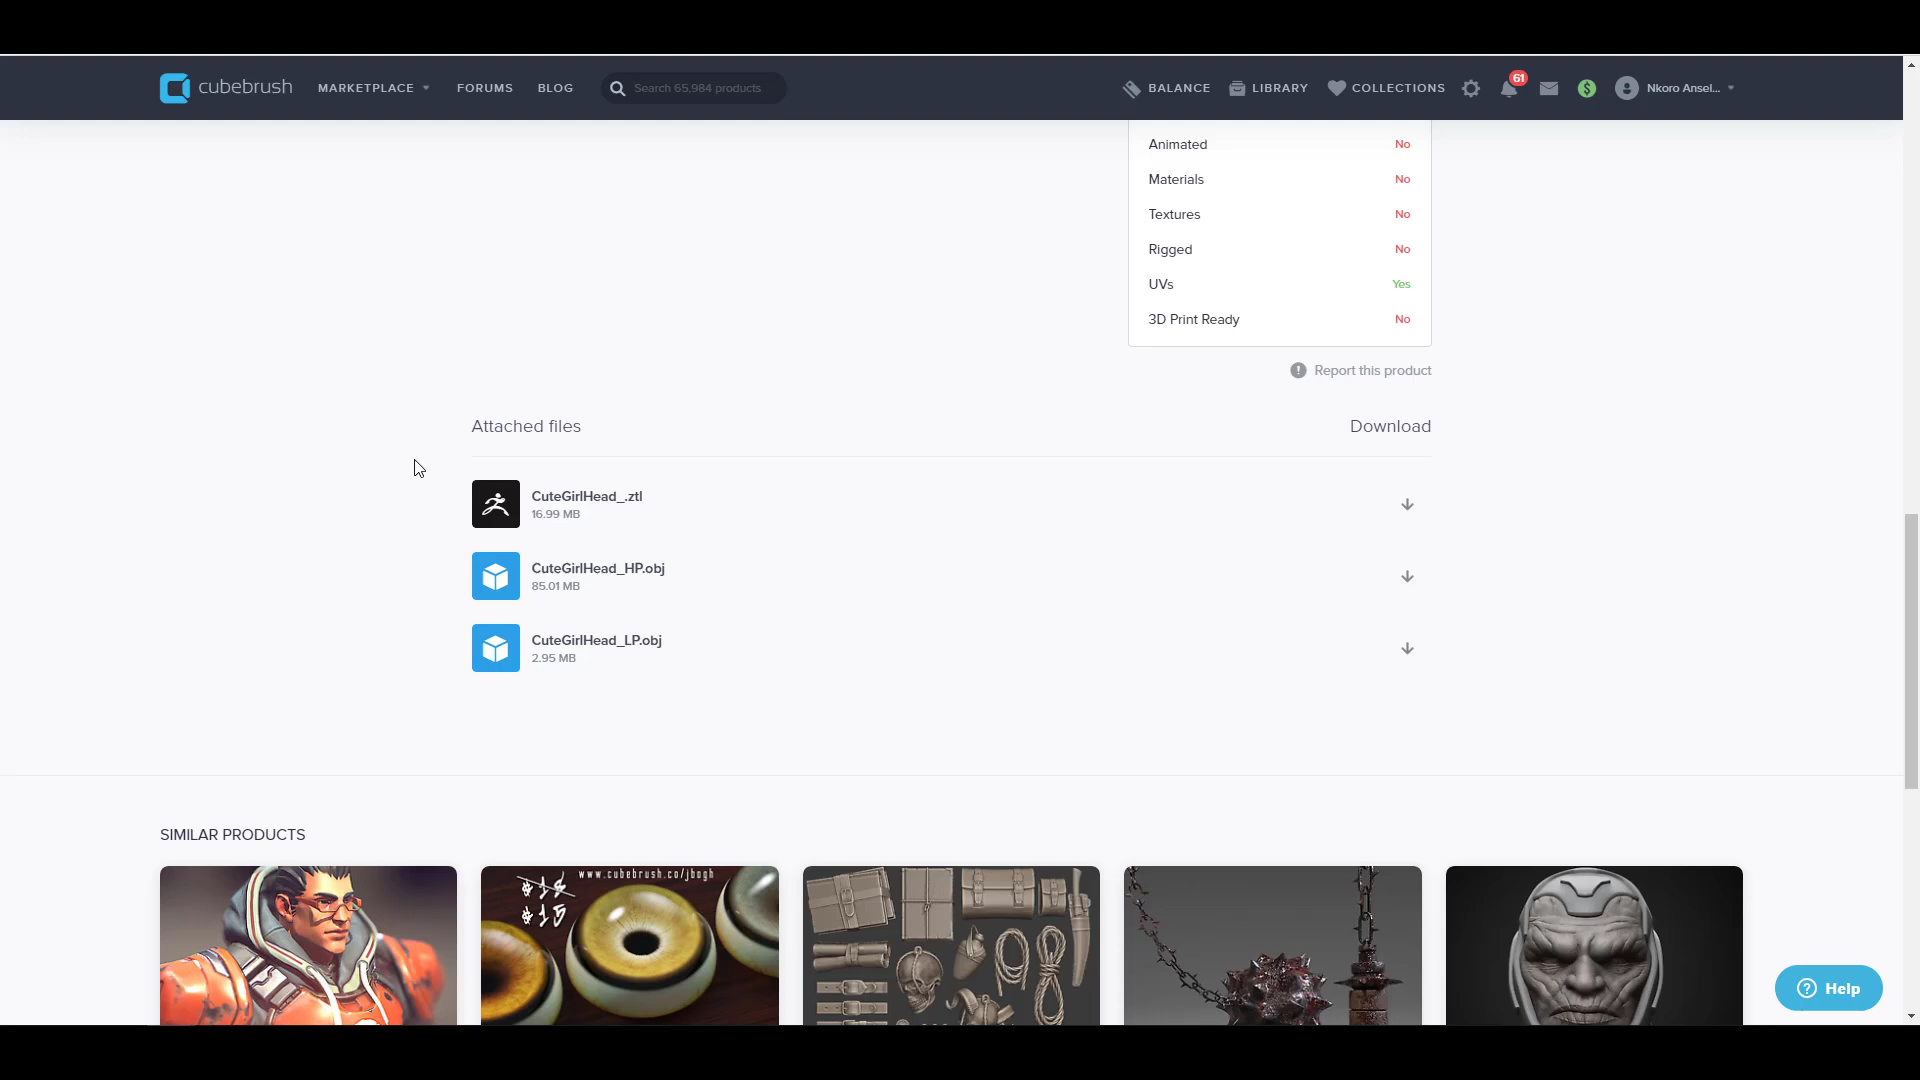 cubebrush MARKETPLACE FORUMS BLOG Search 65,984 products BALANCE LIBRARY COLLECTIONS 61 Nkoro Ansel...
Animated No
Materials No
Textures No
Rigged No
UVs Yes
3D Print Ready No
Report this product
Attached files Download
CuteGirlHead_.ztl
16.99 MB
CuteGirlHead_HP.obj
85.01 MB
CuteGirlHead_LP.obj
2.95 MB
SIMILAR PRODUCTS
www.cubebrush.co/jbogh
$15
Help